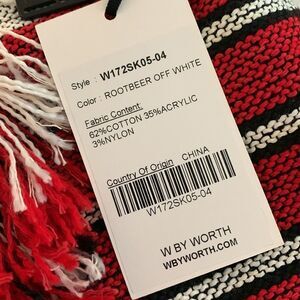 Style : W172SK05-04
Color : ROOTBEER OFF WHITE
Fabric Content:
62%COTTON 35%ACRYLIC
3%NYLON
Country Of Origin CHINA
W172SK05-04
W BY WORTH
WBYWORTH.COM